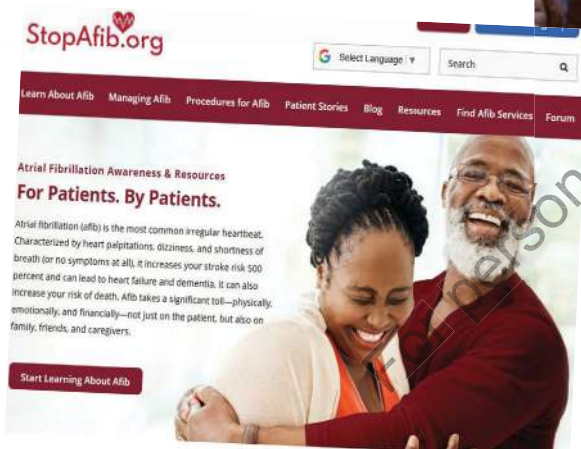 StopAfib.org
Select Language
Search
Learn About Afib Managing Afib Procedures for Afib Patient Stories Blog Resources Find Afib Services Forum
Atrial Fibrillation Awareness & Resources
For Patients. By Patients.
Atrial fibrillation (afib) is the most common irregular heartbeat.
Characterized by heart palpitations, dizziness, and shortness of
breath (or no symptoms at all), it increases your stroke risk 500
percent and can lead to heart failure and dementia. It can also
increase your risk of death. Afib takes a significant toll—physically,
emotionally, and financially—not just on the patient, but also on
family, friends, and caregivers.
Start Learning About Afib
For person